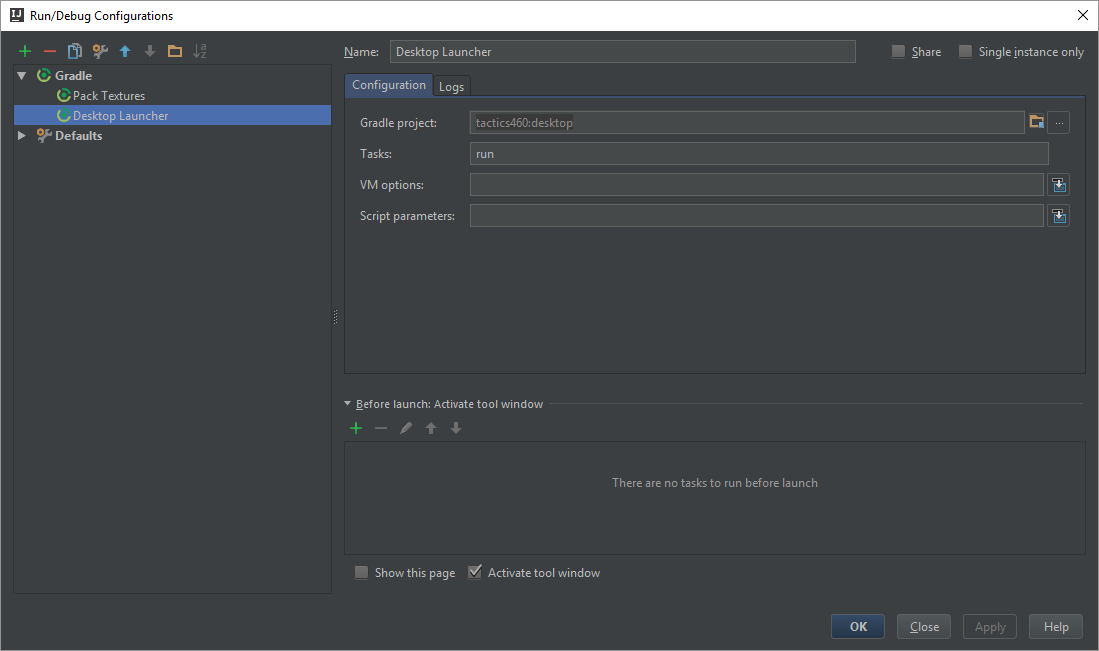 Run/Debug Configurations
Name: Desktop Launcher Share Single instance only
Gradle
Pack Textures
Desktop Launcher
Defaults
Configuration Logs
Gradle project: tactics460:desktop ...
Tasks: run
VM options:
Script parameters:
Before launch: Activate tool window
There are no tasks to run before launch
Show this page Activate tool window
OK Close Apply Help